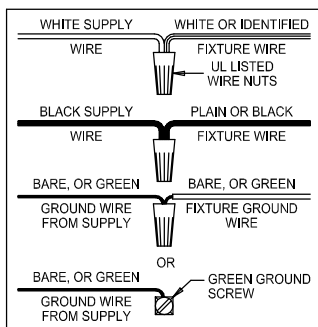 WHITE SUPPLY WIRE
WHITE OR IDENTIFIED FIXTURE WIRE
UL LISTED WIRE NUTS
BLACK SUPPLY WIRE
PLAIN OR BLACK FIXTURE WIRE
BARE, OR GREEN GROUND WIRE FROM SUPPLY
BARE, OR GREEN FIXTURE GROUND WIRE
OR
BARE, OR GREEN GROUND WIRE FROM SUPPLY
GREEN GROUND SCREW